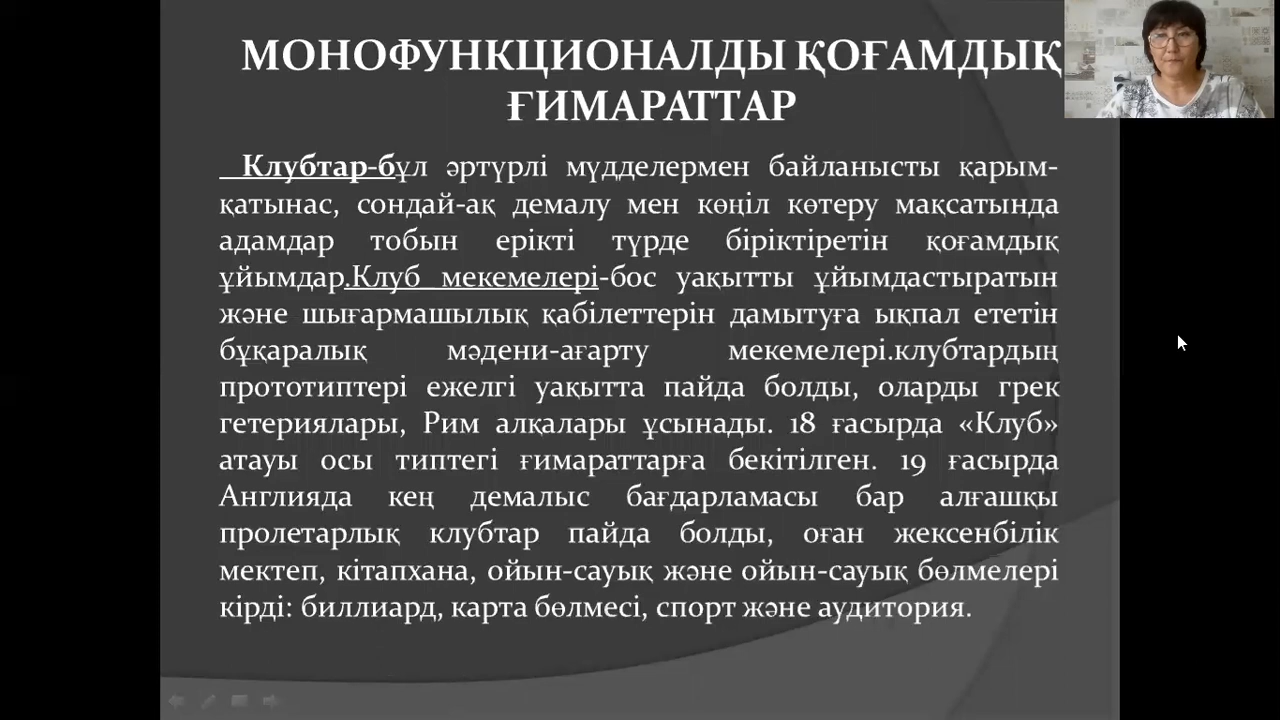 МОНОФУНКЦИОНАЛДЫ ҚОҒАМДЫҚ
ҒИМАРАТТАР
Клубтар-бұл әртүрлі мүдделермен байланысты қарым-
қатынас, сондай-ақ демалу мен көңіл көтеру мақсатында
адамдар тобын ерікті түрде біріктіретін қоғамдық
ұйымдар.Клуб мекемелері-бос уақытты ұйымдастыратын
және шығармашылық қабілеттерін дамытуға ықпал ететін
бұқаралық мәдени-ағарту мекемелері.клубтардың
прототиптері ежелгі уақытта пайда болды, оларды грек
гетериялары, Рим алқалары ұсынады. 18 ғасырда «Клуб»
атауы осы типтегі ғимараттарға бекітілген. 19 ғасырда
Англияда кең демалыс бағдарламасы бар алғашқы
пролетарлық клубтар пайда болды, оған жексенбілік
мектеп, кітапхана, ойын-сауық және ойын-сауық бөлмелері
кірді: биллиард, карта бөлмесі, спорт және аудитория.